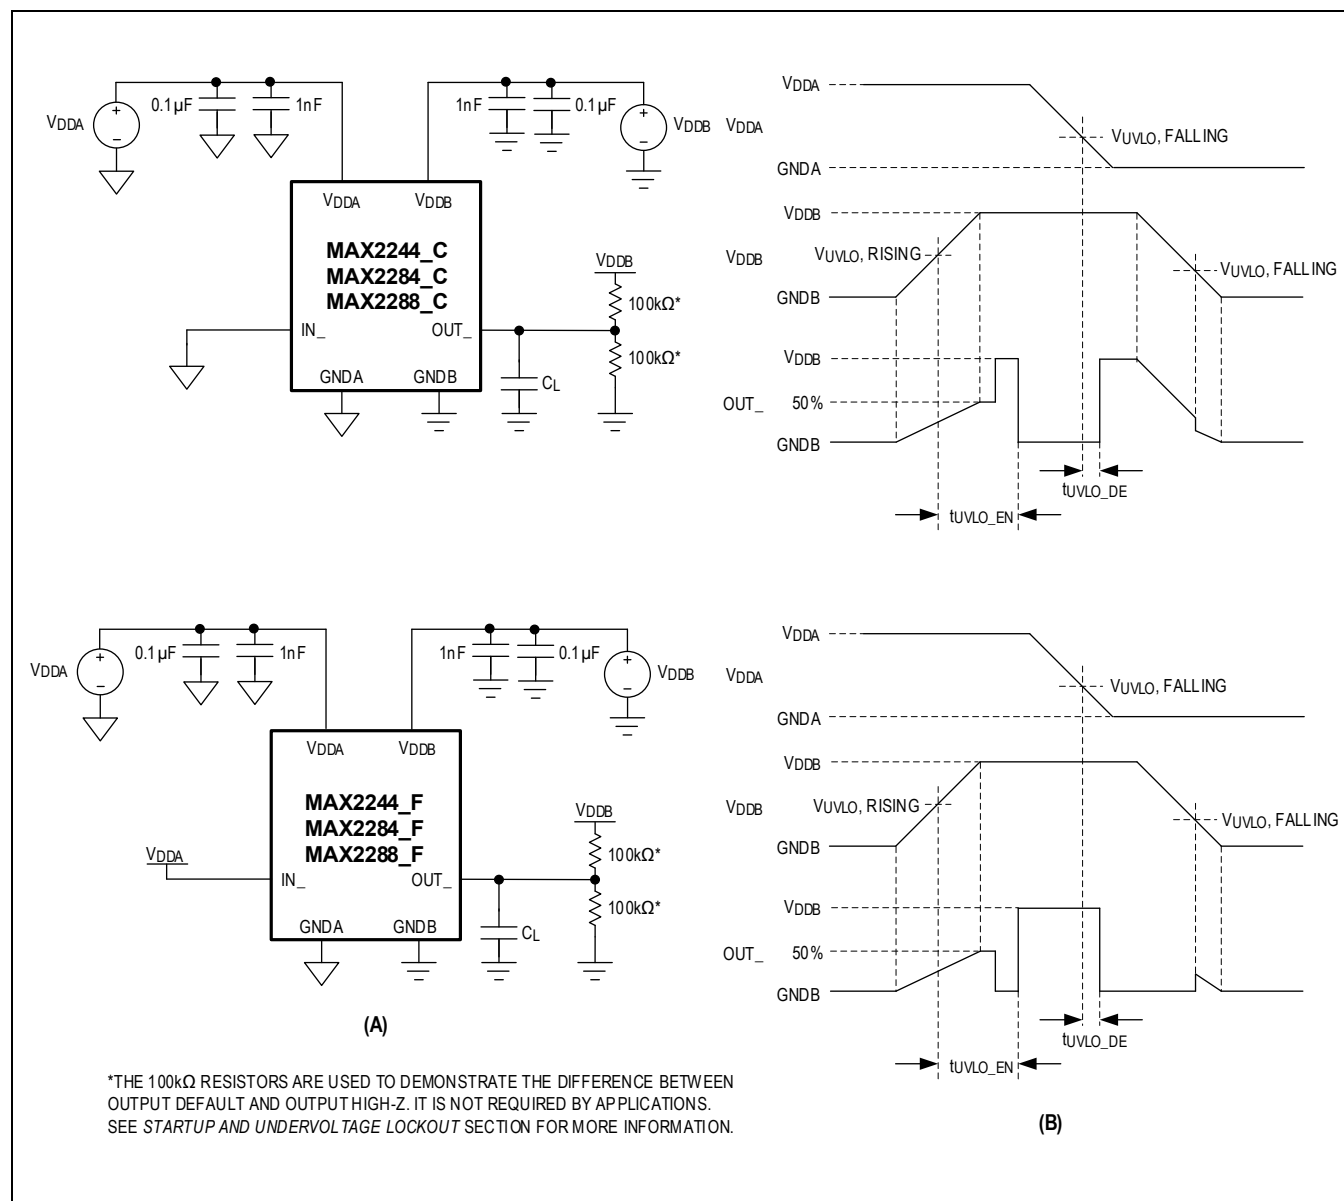 VDDA
0.1µF
1nF
1nF
0.1µF
VDDB
VDDA
VDDB
MAX2244_C
MAX2284_C
MAX2288_C
IN_
OUT_
GNDA
GNDB
VDDB
100kΩ*
100kΩ*
CL
VDDA
VDDA
VUVLO, FALLING
GNDA
VDDB
VUVLO, RISING
VDDB
VUVLO, FALLING
GNDB
VDDB
OUT_
50%
GNDB
tUVLO_DE
tUVLO_EN
VDDA
0.1µF
1nF
1nF
0.1µF
VDDB
VDDA
VDDB
MAX2244_F
MAX2284_F
MAX2288_F
VDDA
IN_
OUT_
GNDA
GNDB
VDDB
100kΩ*
100kΩ*
CL
(A)
VDDA
VDDA
VUVLO, FALLING
GNDA
VDDB
VUVLO, RISING
VDDB
VUVLO, FALLING
GNDB
VDDB
OUT_
50%
GNDB
tUVLO_DE
tUVLO_EN
(B)
*THE 100kΩ RESISTORS ARE USED TO DEMONSTRATE THE DIFFERENCE BETWEEN
OUTPUT DEFAULT AND OUTPUT HIGH-Z. IT IS NOT REQUIRED BY APPLICATIONS.
SEE STARTUP AND UNDERVOLTAGE LOCKOUT SECTION FOR MORE INFORMATION.